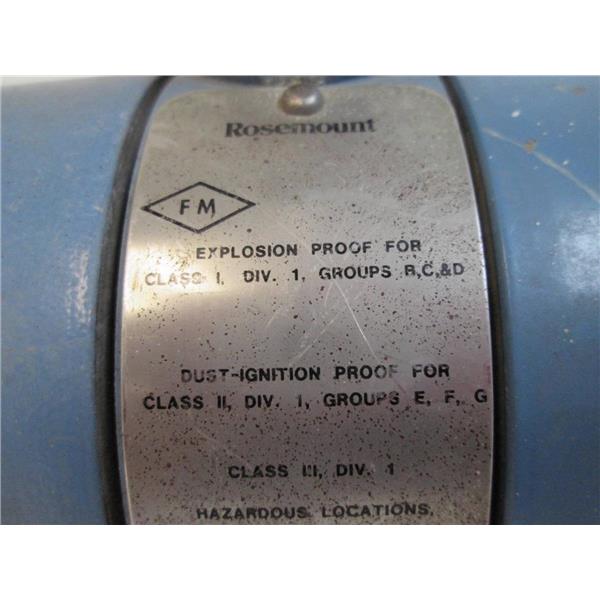 Rosemount
FM
EXPLOSION PROOF FOR
CLASS I, DIV. 1, GROUPS B,C,&D
DUST-IGNITION PROOF FOR
CLASS II, DIV. 1, GROUPS E, F, G
CLASS III, DIV. 1
HAZARDOUS LOCATIONS.